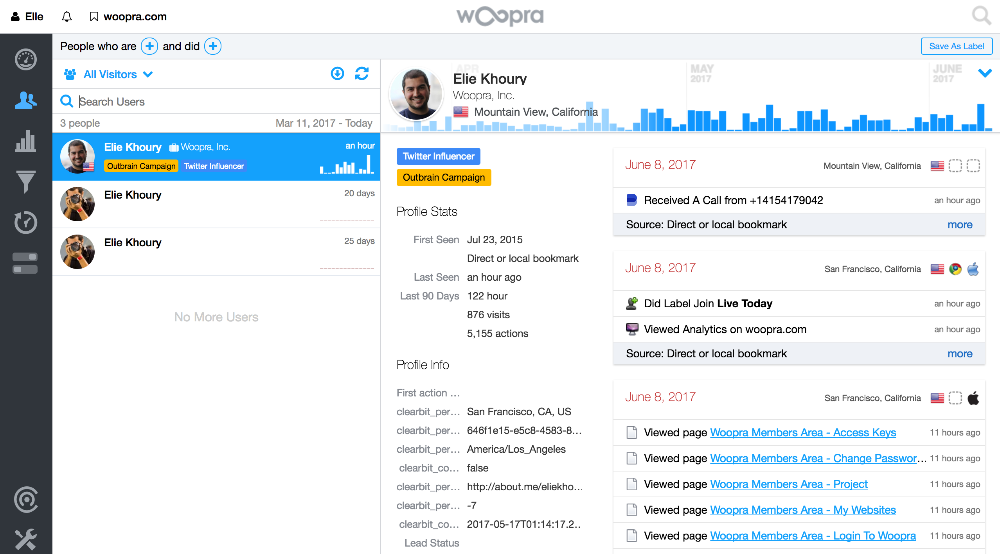 Elle
woopra.com
woopra
People who are and did
Save As Label
All Visitors
Search Users
3 people Mar 11, 2017 - Today
Elie Khoury Woopra, Inc. an hour
Outbrain Campaign Twitter Influencer
Elie Khoury 20 days
Elie Khoury 25 days
No More Users
APR
MAY
2017
JUNE
2017
Elie Khoury
Woopra, Inc.
Mountain View, California
Twitter Influencer
Outbrain Campaign
Profile Stats
First Seen Jul 23, 2015
Direct or local bookmark
Last Seen an hour ago
Last 90 Days 122 hour
876 visits
5,155 actions
Profile Info
First action ...
clearbit_per... San Francisco, CA, US
clearbit_per... 646f1e15-e5c8-4583-8...
clearbit_per... America/Los_Angeles
clearbit_co... false
clearbit_per... http://about.me/eliekho...
clearbit_per... -7
clearbit_co... 2017-05-17T01:14:17.2...
Lead Status
June 8, 2017 Mountain View, California
Received A Call from +14154179042 an hour ago
Source: Direct or local bookmark more
June 8, 2017 San Francisco, California
Did Label Join Live Today an hour ago
Viewed Analytics on woopra.com an hour ago
Source: Direct or local bookmark more
June 8, 2017 San Francisco, California
Viewed page Woopra Members Area - Access Keys 11 hours ago
Viewed page Woopra Members Area - Change Passwor... 11 hours ago
Viewed page Woopra Members Area - Project 11 hours ago
Viewed page Woopra Members Area - My Websites 11 hours ago
Viewed page Woopra Members Area - Login To Woopra 11 hours ago